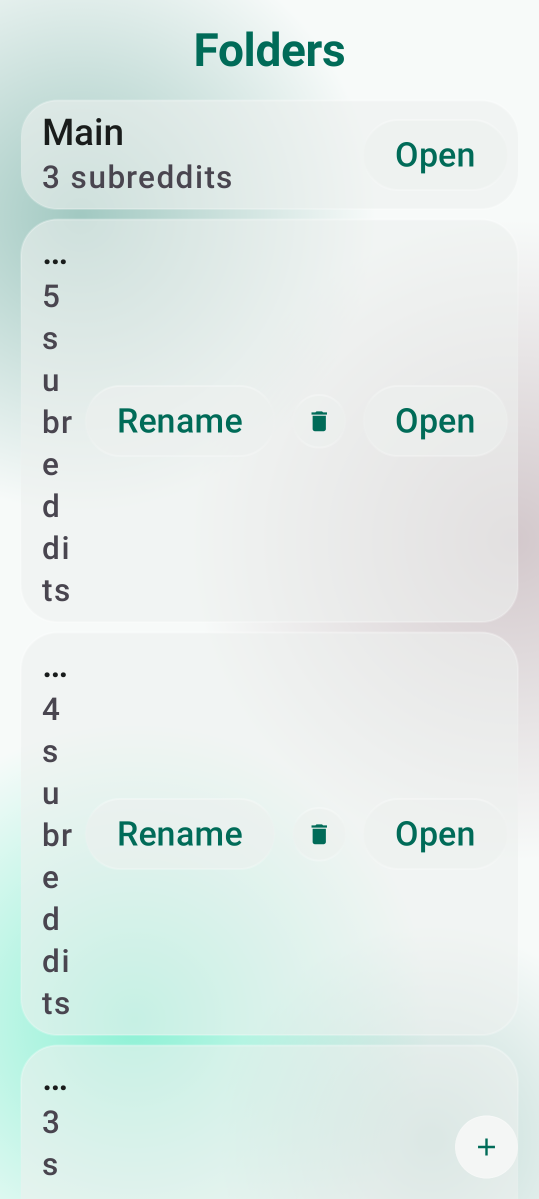 Folders
Main
3 subreddits
Open
...
5
s
u
br
e
d
di
ts
Rename
Open
...
4
s
u
br
e
d
di
ts
Rename
Open
...
3
s
+